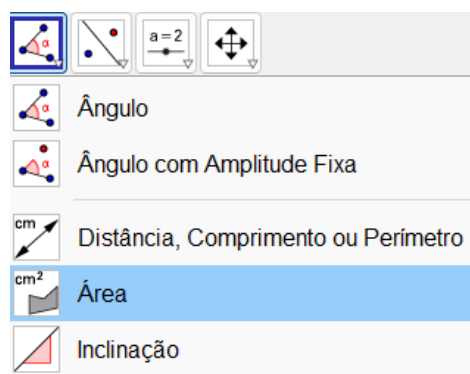 α a=2
α Ângulo
α Ângulo com Amplitude Fixa
cm Distância, Comprimento ou Perímetro
cm² Área
Inclinação